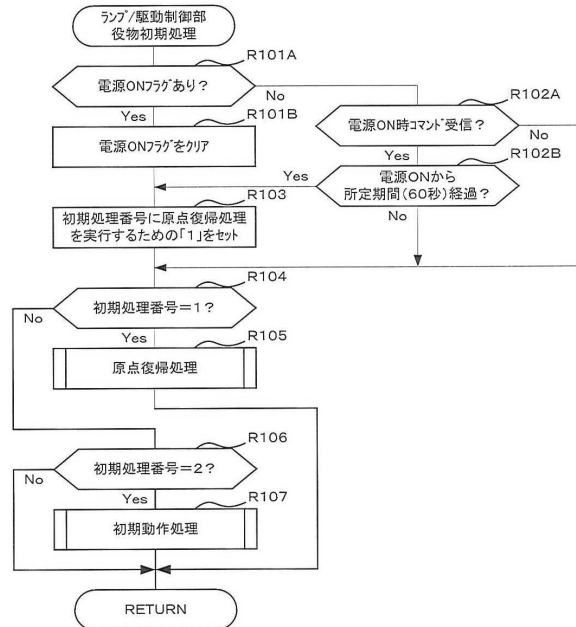 ランプ/駆動制御部
役物初期処理
R101A
電源ONフラグあり?
No
Yes
R101B
電源ONフラグをクリア
R102A
電源ON時コマンド受信?
No
Yes
R102B
Yes
電源ONから
所定期間(60秒)経過?
No
R103
初期処理番号に原点復帰処理
を実行するための「1」をセット
R104
初期処理番号=1?
No
Yes
R105
原点復帰処理
R106
初期処理番号=2?
No
Yes
R107
初期動作処理
RETURN